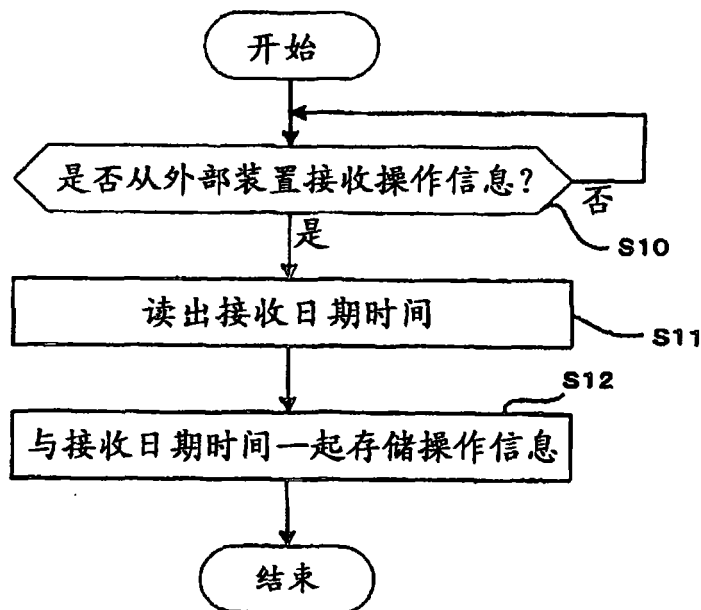 开始
是否从外部装置接收操作信息?
否
S10
是
读出接收日期时间
S11
S12
与接收日期时间一起存储操作信息
结束